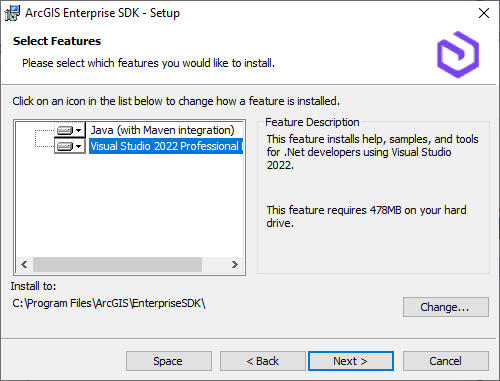 ArcGIS Enterprise SDK - Setup
Select Features
Please select which features you would like to install.
Click on an icon in the list below to change how a feature is installed.
Java (with Maven integration)
Visual Studio 2022 Professional
Feature Description
This feature installs help, samples, and tools
for .Net developers using Visual Studio
2022.
This feature requires 478MB on your hard
drive.
Install to:
C:\Program Files\ArcGIS\EnterpriseSDK\
Change...
Space
< Back
Next >
Cancel